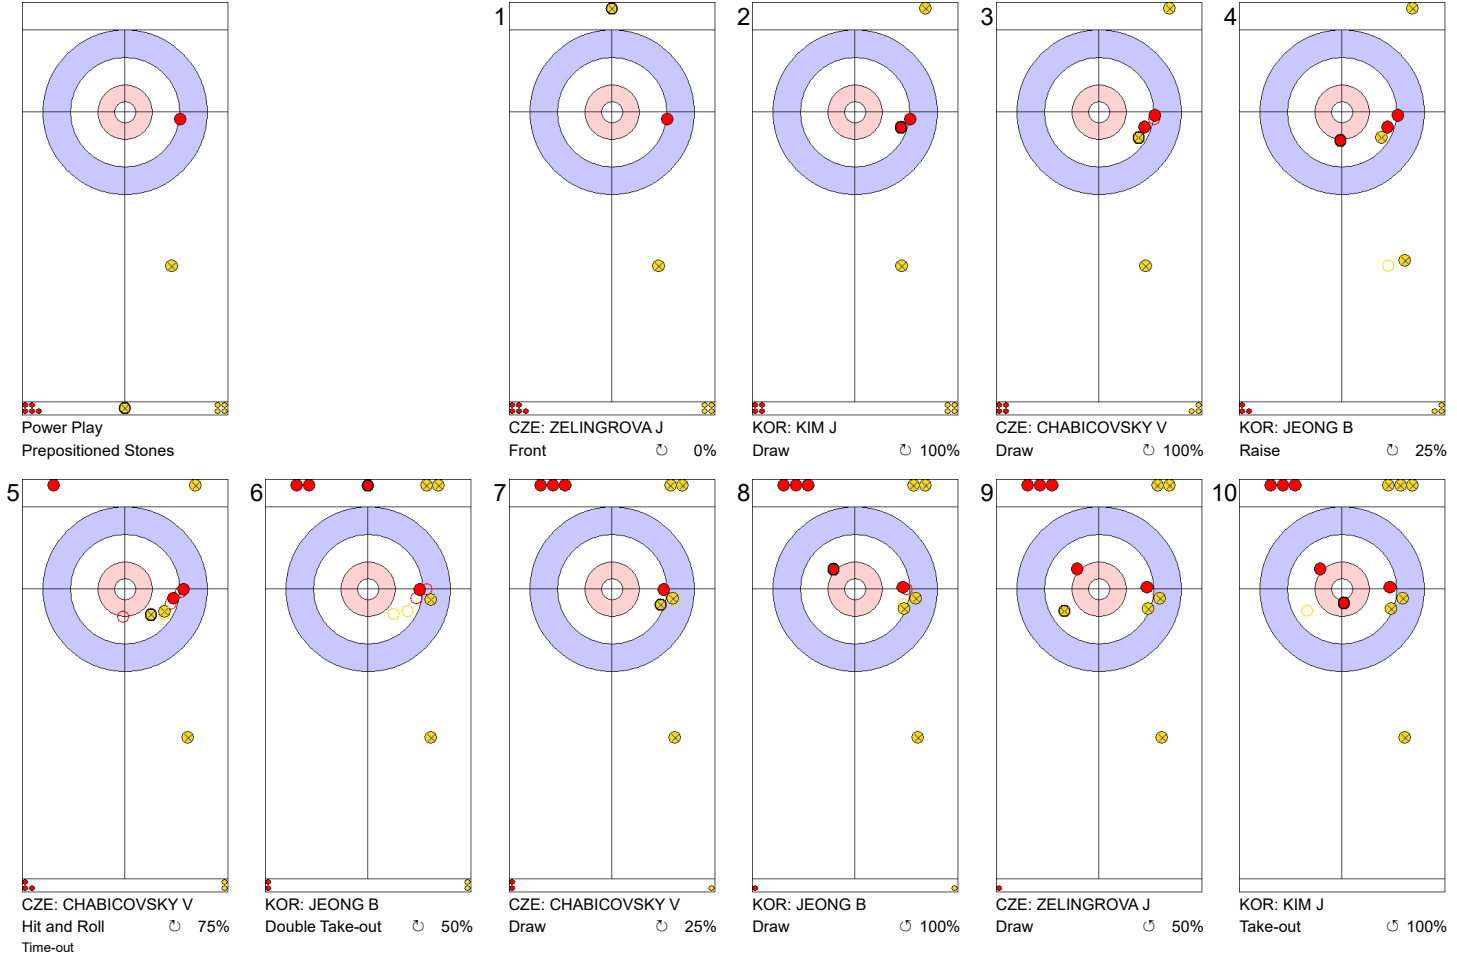 1
2
3
4
Power Play
Prepositioned Stones
CZE: ZELINGROVA J
Front ↻ 0%
KOR: KIM J
Draw ↻ 100%
CZE: CHABICOVSKY V
Draw ↻ 100%
KOR: JEONG B
Raise ↻ 25%
5
6
7
8
9
10
CZE: CHABICOVSKY V
Hit and Roll ↻ 75%
Time-out
KOR: JEONG B
Double Take-out ↻ 50%
CZE: CHABICOVSKY V
Draw ↻ 25%
KOR: JEONG B
Draw ↺ 100%
CZE: ZELINGROVA J
Draw ↺ 50%
KOR: KIM J
Take-out ↺ 100%